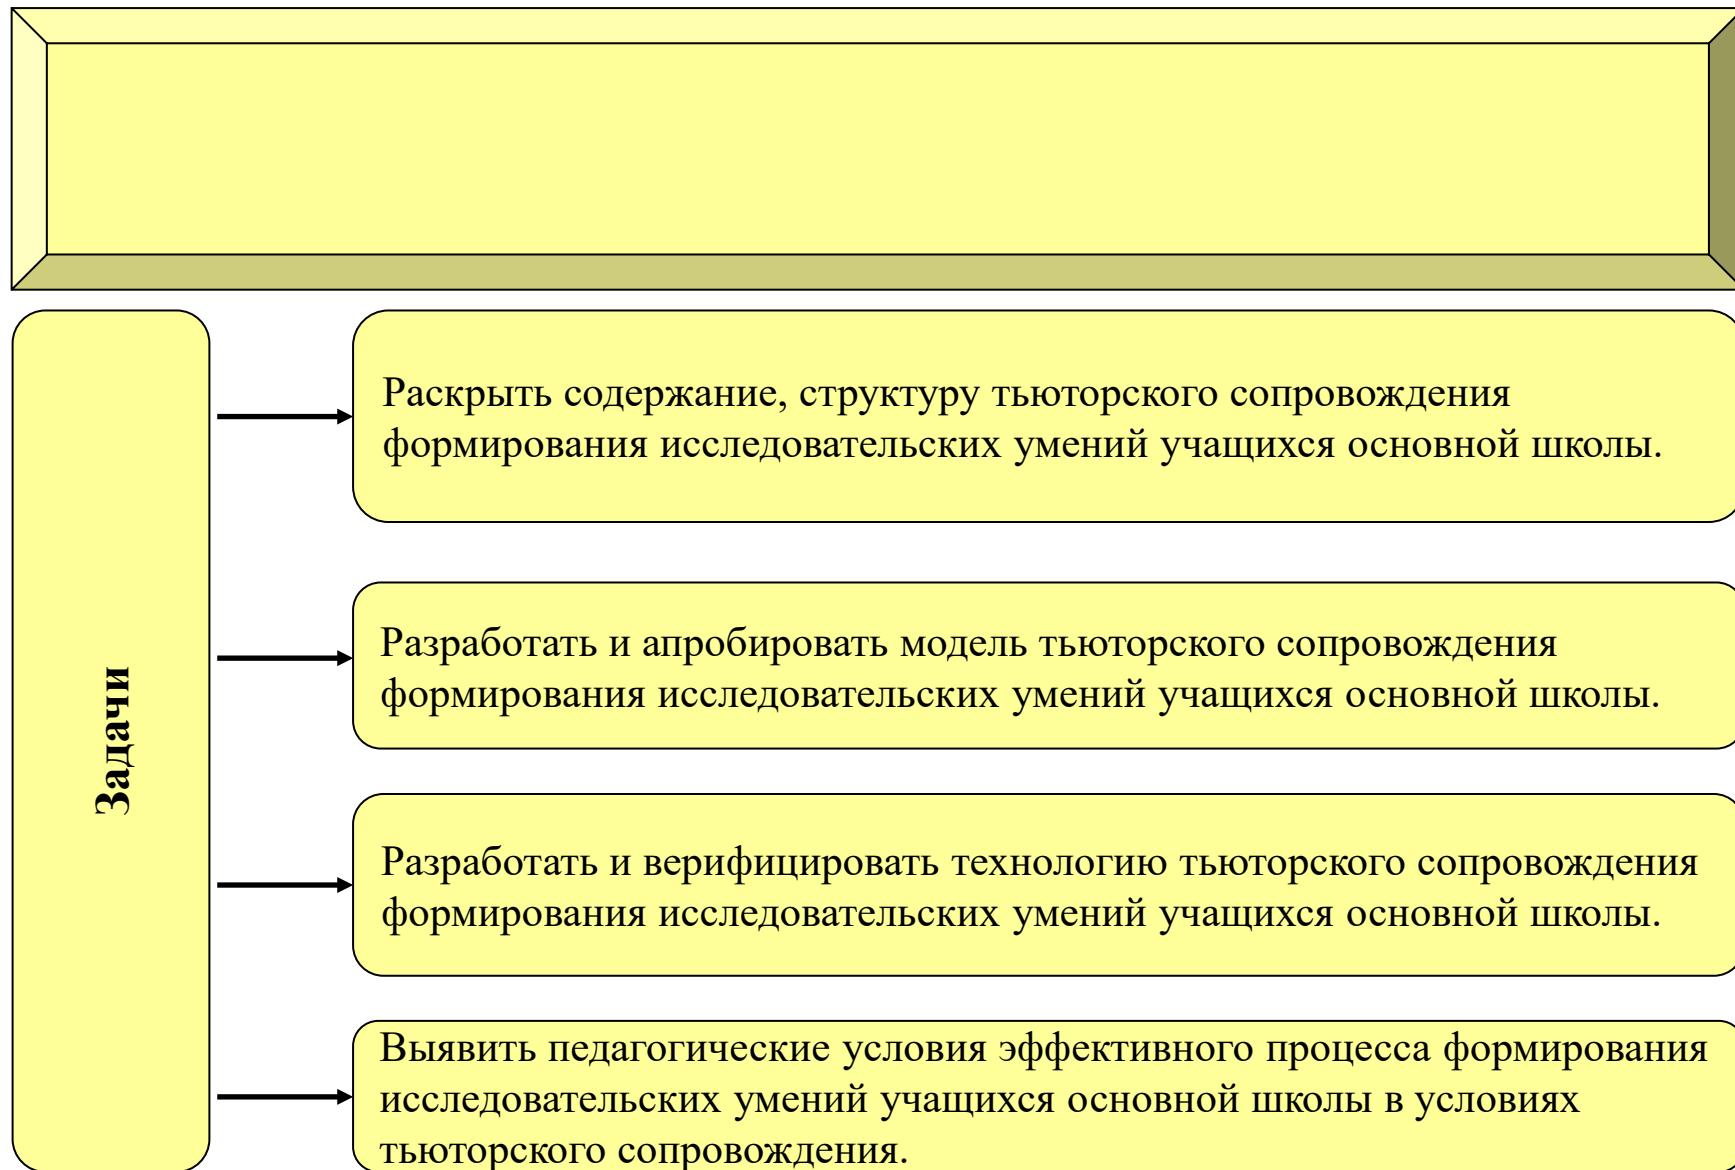 Задачи
Раскрыть содержание, структуру тьюторского сопровождения
формирования исследовательских умений учащихся основной школы.
Разработать и апробировать модель тьюторского сопровождения
формирования исследовательских умений учащихся основной школы.
Разработать и верифицировать технологию тьюторского сопровождения
формирования исследовательских умений учащихся основной школы.
Выявить педагогические условия эффективного процесса формирования
исследовательских умений учащихся основной школы в условиях
тьюторского сопровождения.